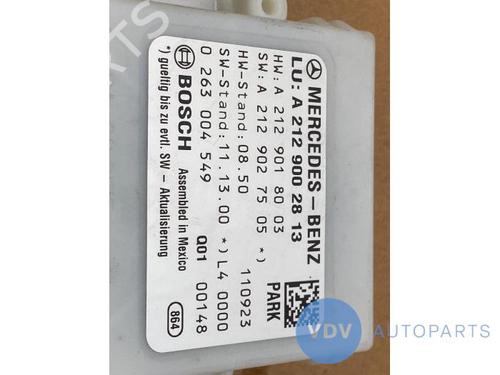 MERCEDES-BENZ
LU: A 212 900 28 13
HW: A 212 901 80 03
SW: A 212 902 75 05 *)
HW-Stand: 08.50 110923
SW-Stand: 11.13.00 *) L4 0000
0 263 004 549 Q01 00148
BOSCH Assembled in Mexico
*) gueltig bis zu evtl. SW - Aktualisierung
PARK
864
VDV AUTOPARTS
PARTS